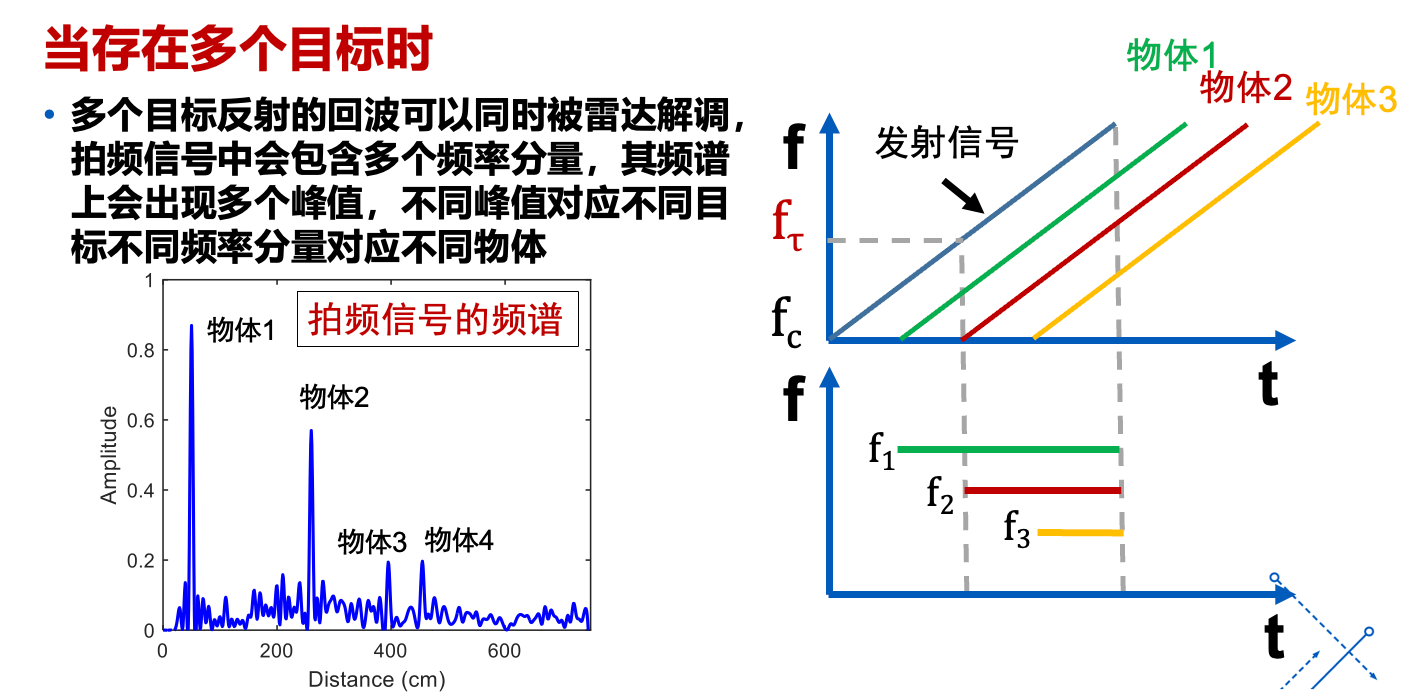 当存在多个目标时
• 多个目标反射的回波可以同时被雷达解调，
拍频信号中会包含多个频率分量，其频谱
上会出现多个峰值，不同峰值对应不同目
标不同频率分量对应不同物体
拍频信号的频谱
物体1
物体2
物体3
物体4
1
0.8
0.6
0.4
0.2
0
Amplitude
0 200 400 600
Distance (cm)
物体1
物体2
物体3
发射信号
f
fτ
fc
t
f
f1
f2
f3
t